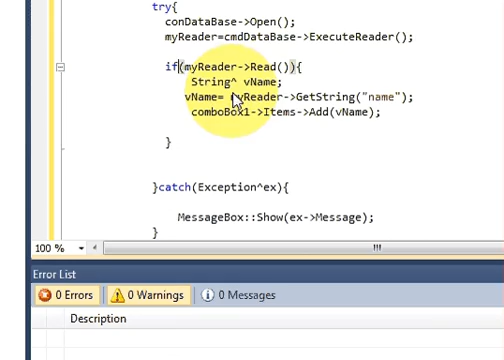 try{
conDataBase->Open();
myReader=cmdDataBase->ExecuteReader();
if(myReader->Read()){
String^ vName;
vName= myReader->GetString("name");
comboBox1->Items->Add(vName);
}
}catch(Exception^ex){
MessageBox::Show(ex->Message);
}
100 %
Error List
0 Errors
0 Warnings
0 Messages
Description